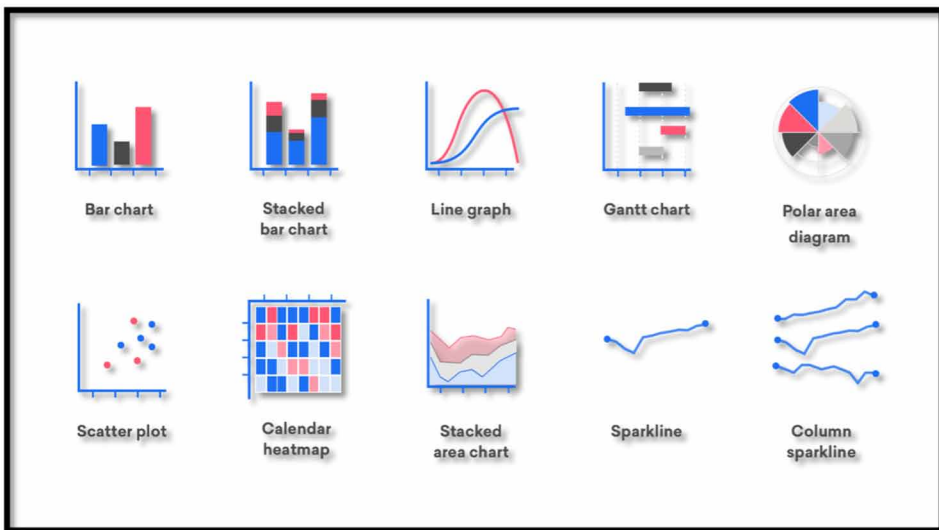 Bar chart
Stacked
bar chart
Line graph
Gantt chart
Polar area
diagram
Scatter plot
Calendar
heatmap
Stacked
area chart
Sparkline
Column
sparkline